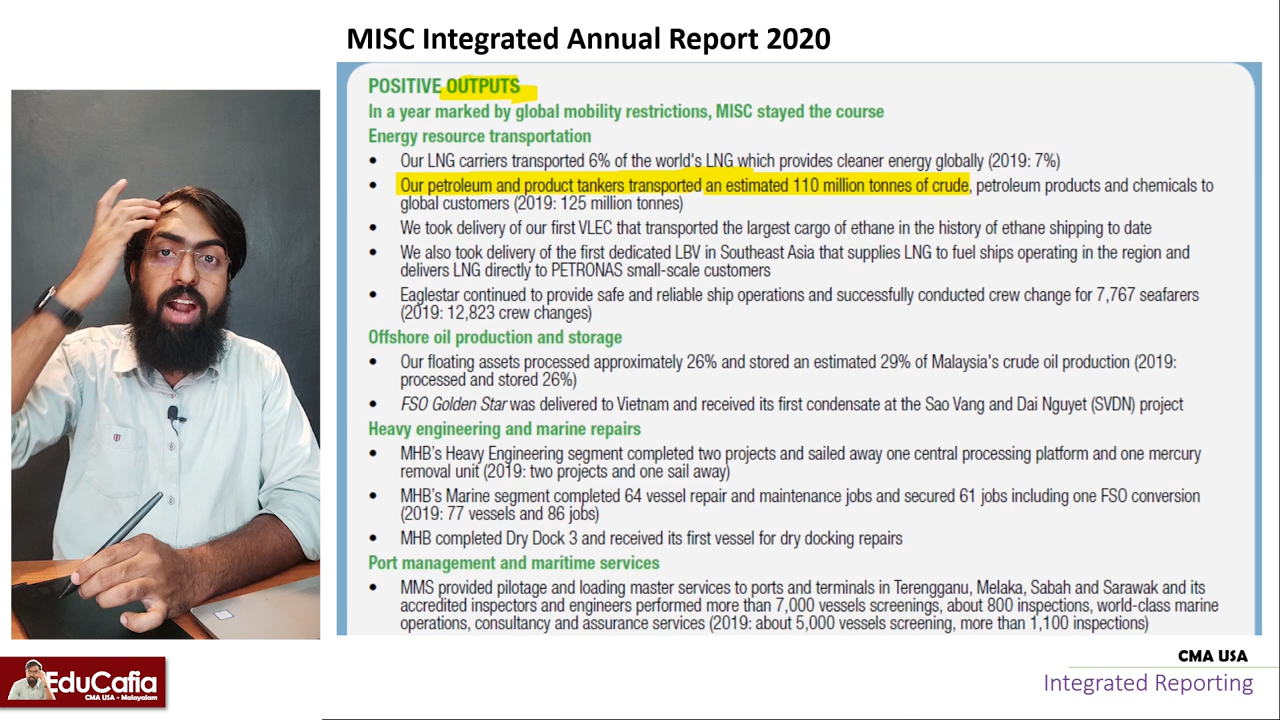 MISC Integrated Annual Report 2020
POSITIVE OUTPUTS
In a year marked by global mobility restrictions, MISC stayed the course
Energy resource transportation
• Our LNG carriers transported 6% of the world's LNG which provides cleaner energy globally (2019: 7%)
• Our petroleum and product tankers transported an estimated 110 million tonnes of crude, petroleum products and chemicals to
global customers (2019: 125 million tonnes)
• We took delivery of our first VLEC that transported the largest cargo of ethane in the history of ethane shipping to date
• We also took delivery of the first dedicated LBV in Southeast Asia that supplies LNG to fuel ships operating in the region and
delivers LNG directly to PETRONAS small-scale customers
• Eaglestar continued to provide safe and reliable ship operations and successfully conducted crew change for 7,767 seafarers
(2019: 12,823 crew changes)
Offshore oil production and storage
• Our floating assets processed approximately 26% and stored an estimated 29% of Malaysia's crude oil production (2019:
processed and stored 26%)
• FSO Golden Star was delivered to Vietnam and received its first condensate at the Sao Vang and Dai Nguyet (SVDN) project
Heavy engineering and marine repairs
• MHB's Heavy Engineering segment completed two projects and sailed away one central processing platform and one mercury
removal unit (2019: two projects and one sail away)
• MHB's Marine segment completed 64 vessel repair and maintenance jobs and secured 61 jobs including one FSO conversion
(2019: 77 vessels and 86 jobs)
• MHB completed Dry Dock 3 and received its first vessel for dry docking repairs
Port management and maritime services
• MMS provided pilotage and loading master services to ports and terminals in Terengganu, Melaka, Sabah and Sarawak and its
accredited inspectors and engineers performed more than 7,000 vessels screenings, about 800 inspections, world-class marine
operations, consultancy and assurance services (2019: about 5,000 vessels screening, more than 1,100 inspections)
EduCafia
CMA USA - Malayalam
CMA USA
Integrated Reporting